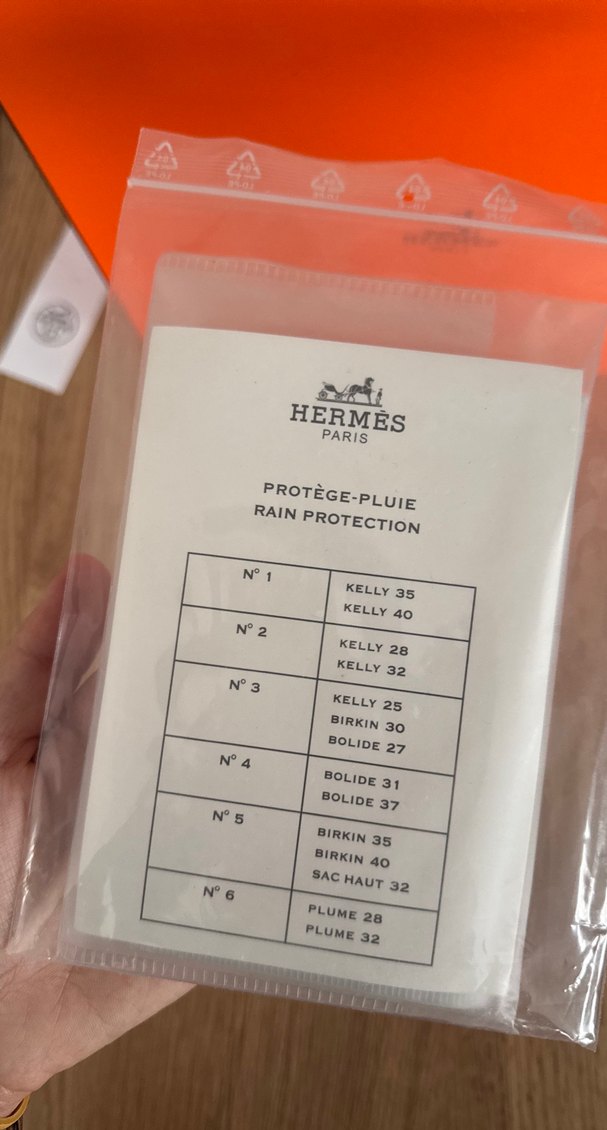 HERMÈS
PARIS
PROTÈGE-PLUIE
RAIN PROTECTION
N° 1
KELLY 35
KELLY 40
N° 2
KELLY 28
KELLY 32
N° 3
KELLY 25
BIRKIN 30
BOLIDE 27
N° 4
BOLIDE 31
BOLIDE 37
N° 5
BIRKIN 35
BIRKIN 40
SAC HAUT 32
N° 6
PLUME 28
PLUME 32